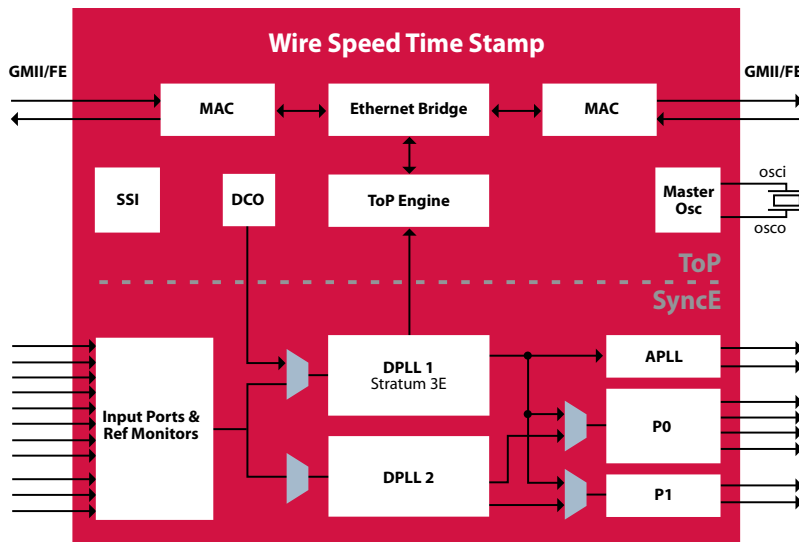 Wire Speed Time Stamp
GMII/FE
GMII/FE
MAC
Ethernet Bridge
MAC
SSI
DCO
ToP Engine
Master
Osc
osci
osco
ToP
SyncE
Input Ports &
Ref Monitors
DPLL 1
Stratum 3E
APLL
P0
DPLL 2
P1